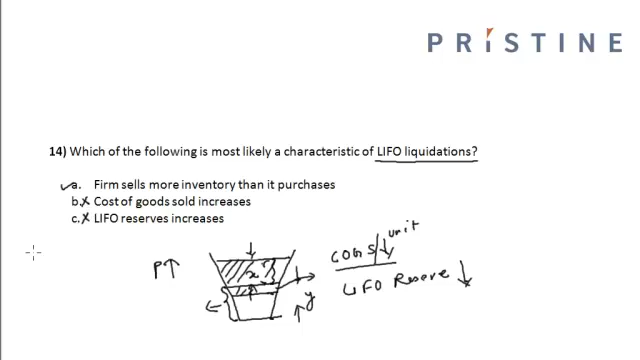 PRISTINE
14) Which of the following is most likely a characteristic of LIFO liquidations?
a. Firm sells more inventory than it purchases
b. Cost of goods sold increases
c. LIFO reserves increases
P↑
x
y
COGS/unit ↓
LIFO Reserve ↓